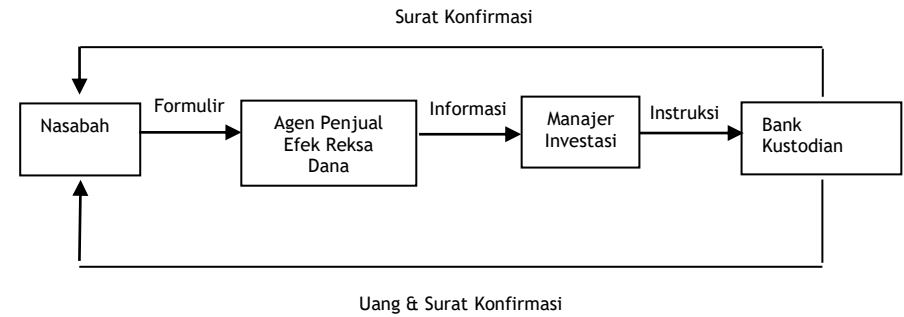 Surat Konfirmasi
Formulir
Informasi
Instruksi
Nasabah
Agen Penjual
Efek Reksa
Dana
Manajer
Investasi
Bank
Kustodian
Uang & Surat Konfirmasi